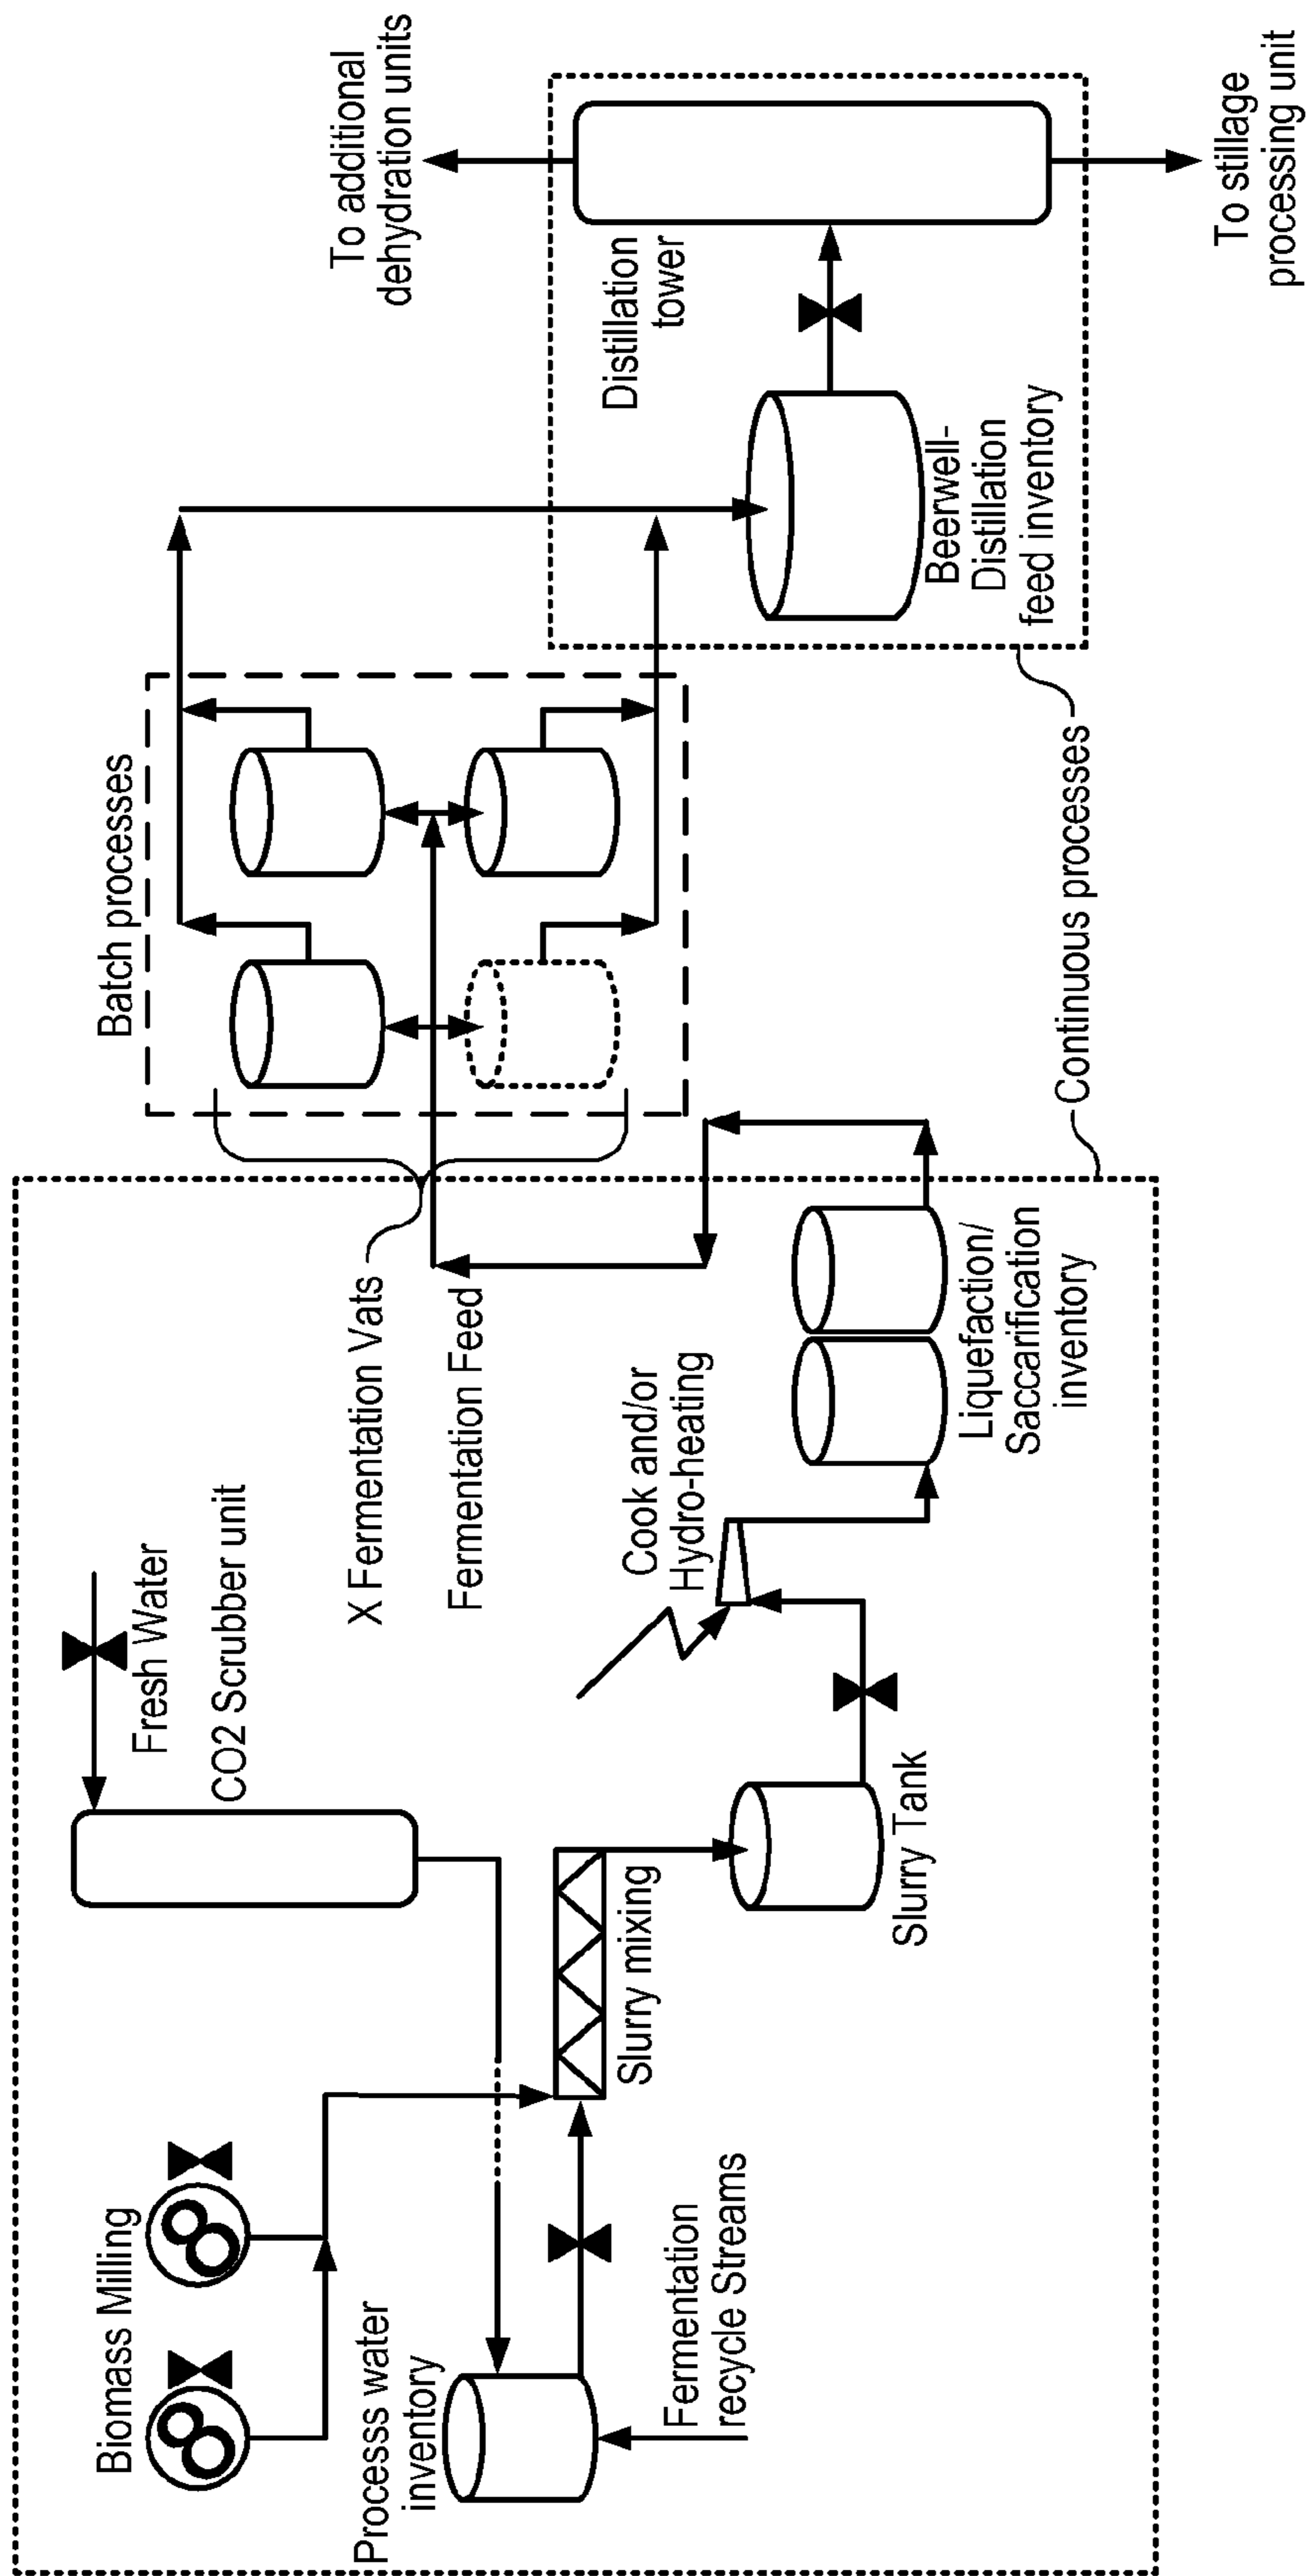 Biomass Milling
Fresh Water
CO2 Scrubber unit
Processs water
inventory
Fermentation
recycle Streams
Slurry mixing
Slurry Tank
Cook and/or
Hydro-heating
Liquefaction/
Saccarification
inventory
X Fermentation Vats
Fermentation Feed
Batch processes
Continuous processes
Beerwell-
Distillation
feed inventory
Distillation
tower
To additional
dehydration units
To stillage
processing unit